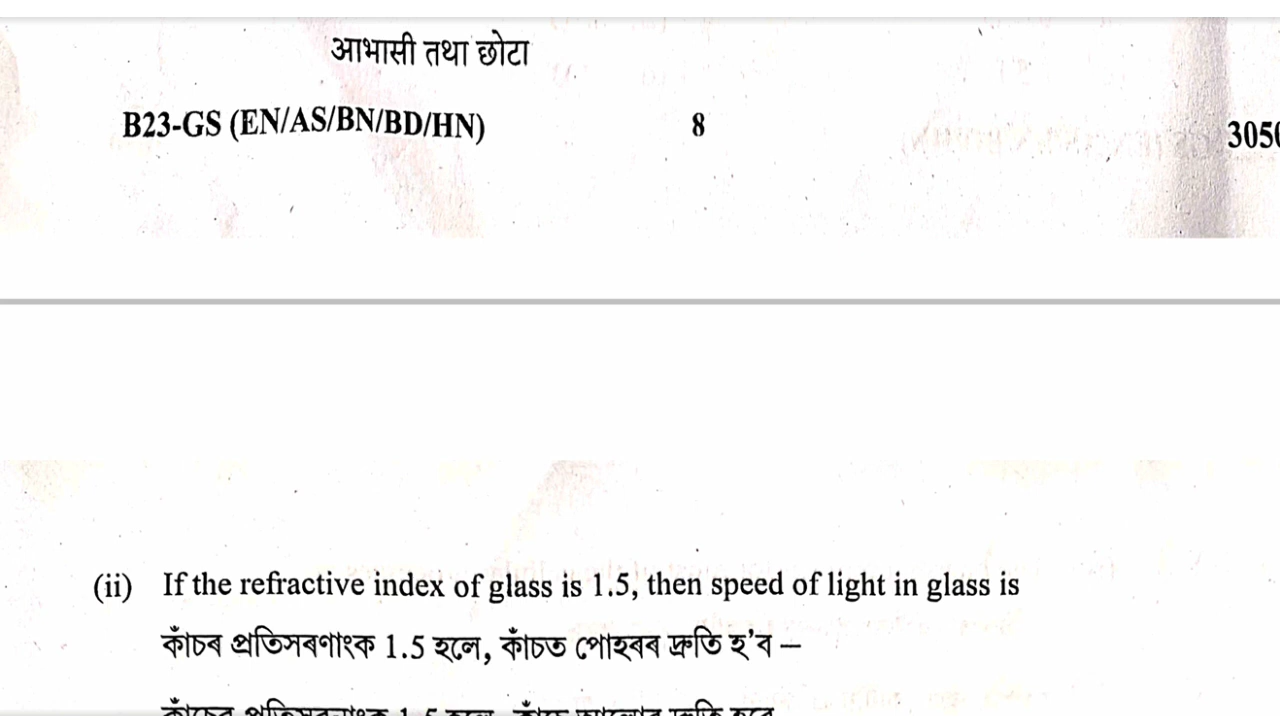 आभासी तथा छोटा
B23-GS (EN/AS/BN/BD/HN) 8
(ii) If the refractive index of glass is 1.5, then speed of light in glass is
কাঁচৰ প্ৰতিসৰণাংক 1.5 হলে, কাঁচত পোহৰৰ দ্ৰুতি হ'ব –